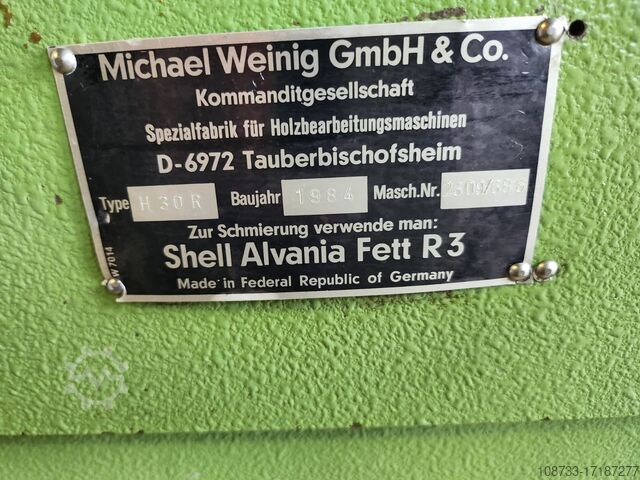 Michael Weinig GmbH & Co.
Kommanditgesellschaft
Spezialfabrik für Holzbearbeitungsmaschinen
D-6972 Tauberbischofsheim
Type H 30 R Baujahr 1984 Masch.Nr.
Zur Schmierung verwende man:
Shell Alvania Fett R 3
Made in Federal Republic of Germany
W 7014
108733-17187277